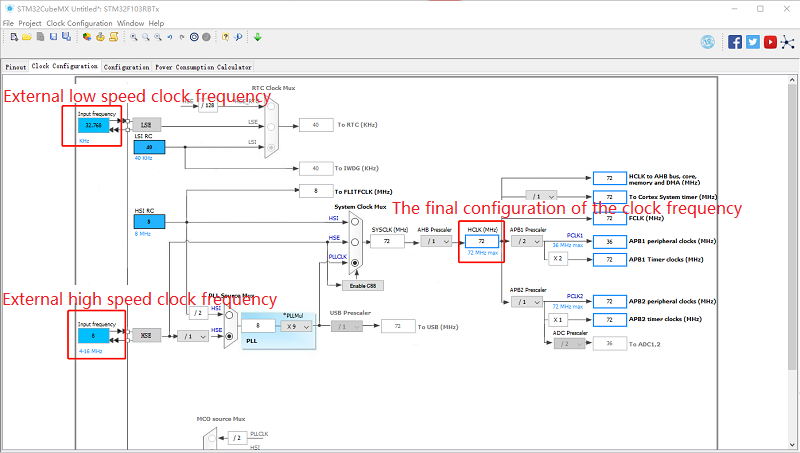 STM32CubeMX Untitled*: STM32F103RBTx
File Project Clock Configuration Window Help
Pinout Clock Configuration Configuration Power Consumption Calculator
RTC Clock Mux
External low speed clock frequency
HSE
/ 128
HSE_RTC
Input frequency
32.768
KHz
LSE
LSE
40
To RTC (KHz)
LSI RC
40
40 KHz
LSI
40
To IWDG (KHz)
8
To FLITFCLK (MHz)
HSI RC
8
8 MHz
System Clock Mux
HSI
HSE
PLLCLK
Enable CSS
The final configuration of the clock frequency
SYSCLK (MHz)
72
AHB Prescaler
/ 1
HCLK (MHz)
72
72 MHz max
72
HCLK to AHB bus, core,
memory and DMA (MHz)
/ 1
72
To Cortex System timer (MHz)
72
FCLK (MHz)
APB1 Prescaler
/ 2
PCLK1
36 MHz max
36
APB1 peripheral clocks (MHz)
X 2
72
APB1 Timer clocks (MHz)
APB2 Prescaler
/ 1
PCLK2
72 MHz max
72
APB2 peripheral clocks (MHz)
X 1
72
APB2 timer clocks (MHz)
ADC Prescaler
/ 2
36
To ADC1,2
External high speed clock frequency
PLL Source Mux
HSI
/ 2
HSE
Input frequency
8
4-16 MHz
HSE
/ 1
8
*PLLMul
X 9
PLL
USB Prescaler
/ 1
72
To USB (MHz)
MCO source Mux
/ 2
PLLCLK
HSI